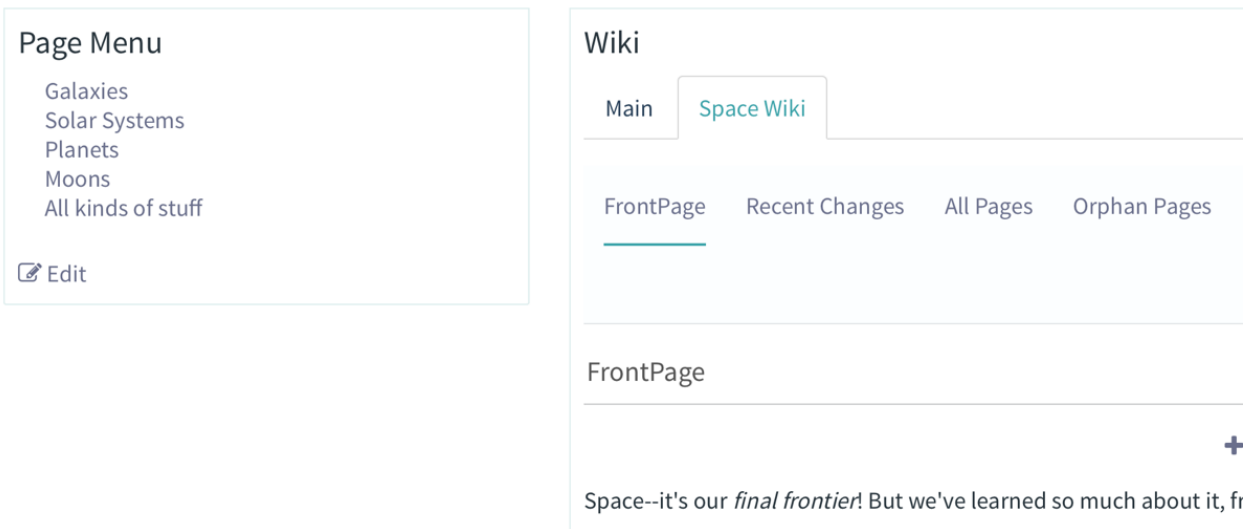 Page Menu
Galaxies
Solar Systems
Planets
Moons
All kinds of stuff
Edit
Wiki
Main Space Wiki
FrontPage Recent Changes All Pages Orphan Pages
FrontPage
Space--it's our final frontier! But we've learned so much about it,